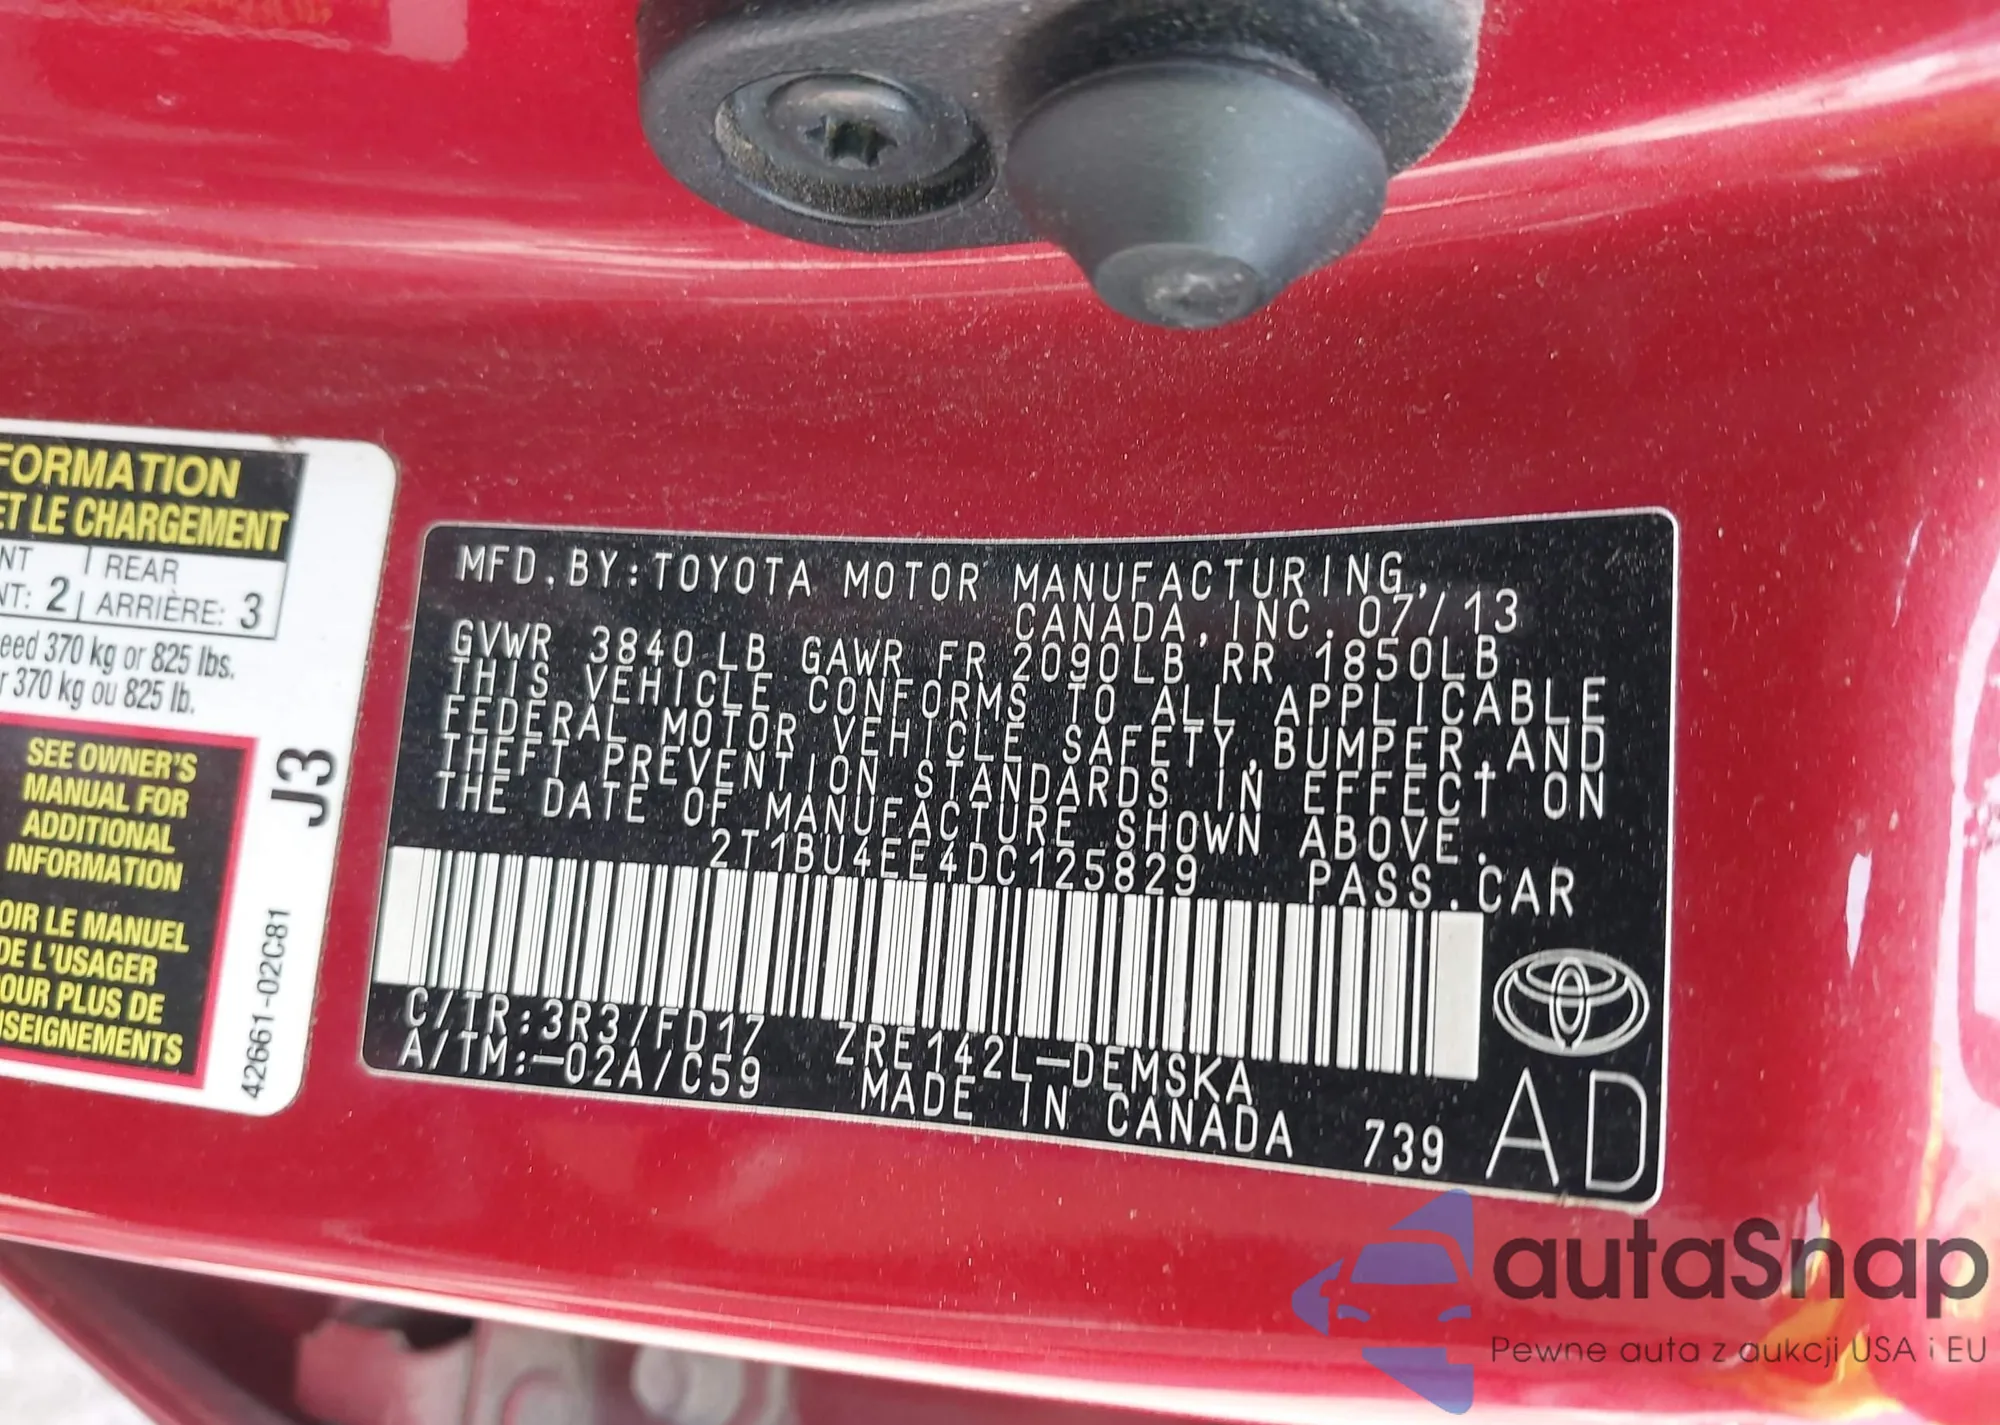 FORMATION
ET LE CHARGEMENT
NT | REAR
NT: 2 | ARRIÈRE: 3
eed 370 kg or 825 lbs.
r 370 kg ou 825 lb.
SEE OWNER'S
MANUAL FOR
ADDITIONAL
INFORMATION
OIR LE MANUEL
DE L'USAGER
OUR PLUS DE
NSEIGNEMENTS
J3
42661-02C81
MFD.BY:TOYOTA MOTOR MANUFACTURING,
CANADA,INC. 07/13
GVWR 3840 LB GAWR FR 2090LB RR 1850LB
THIS VEHICLE CONFORMS TO ALL APPLICABLE
FEDERAL MOTOR VEHICLE SAFETY,BUMPER,AND
THEFT PREVENTION STANDARDS IN EFFECT ON
THE DATE OF MANUFACTURE SHOWN ABOVE.
2T1BU4EE4DC125829 PASS.CAR
C/TR:3R3/FD17 ZRE142L-DEMSKA
A/TM:-02A/C59 MADE IN CANADA 739
AD
autaSnap
Pewne auta z aukcji USA i EU